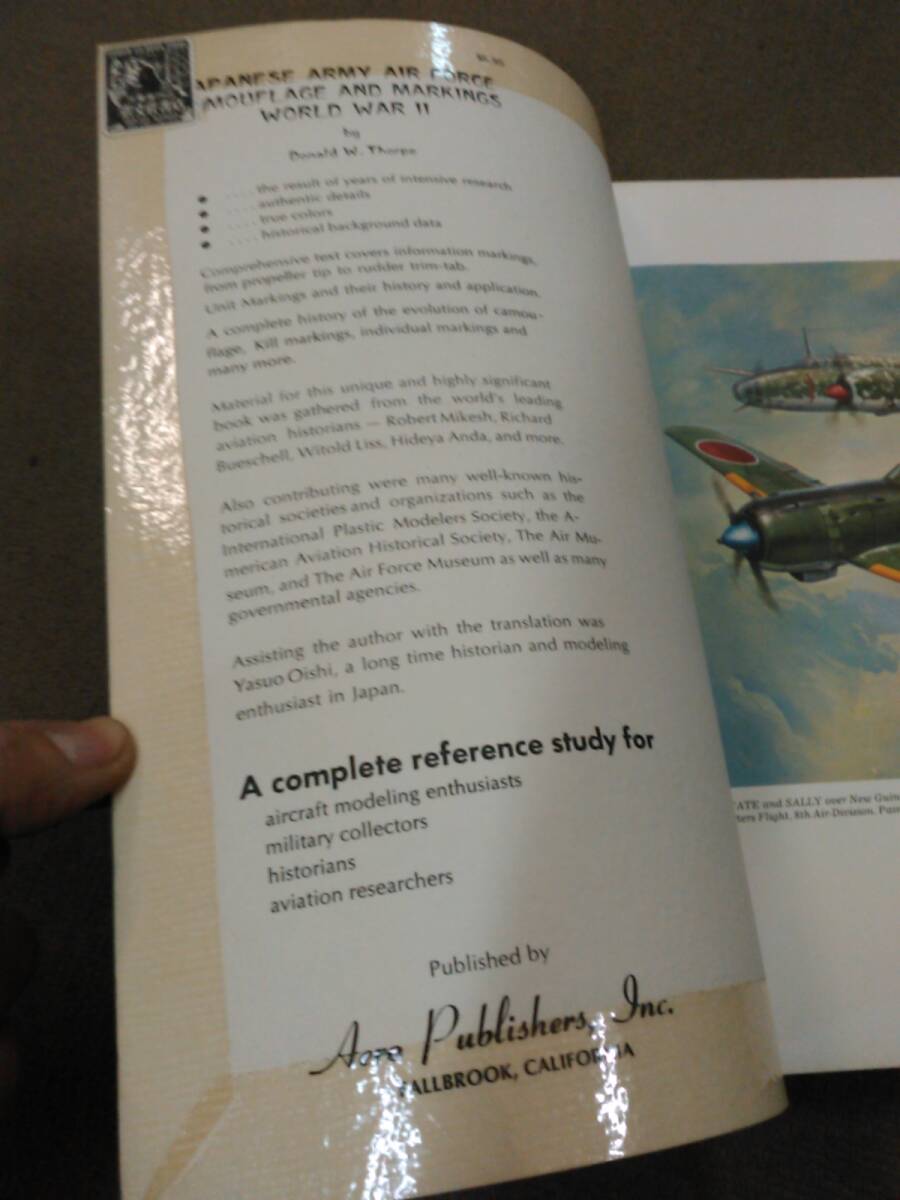 APANESE ARMY AIR FORCE
MOUFLAGE AND MARKINGS
WORLD WAR II
by
Donald W. Thorpe
. . . . the result of years of intensive research
. . . . authentic details
. . . . true colors
. . . . historical background data
Comprehensive text covers information markings,
from propeller tip to rudder trim-tab.
Unit Markings and their history and application.
A complete history of the evolution of camou-
flage, Kill markings, individual markings and
many more.
Material for this unique and highly significant
book was gathered from the world's leading
aviation historians — Robert Mikesh, Richard
Bueschell, Witold Liss, Hideya Anda, and more.
Also contributing were many well-known his-
torical societies and organizations such as the
International Plastic Modelers Society, the A-
merican Aviation Historical Society, The Air Mu-
seum, and The Air Force Museum as well as many
governmental agencies.
Assisting the author with the translation was
Yasuo Oishi, a long time historian and modeling
enthusiast in Japan.
A complete reference study for
aircraft modeling enthusiasts
military collectors
historians
aviation researchers
Published by
Aero Publishers, Inc.
FALLBROOK, CALIFORNIA
ATE and SALLY over New Guin
ters Flight, 8th Air Division. Pain